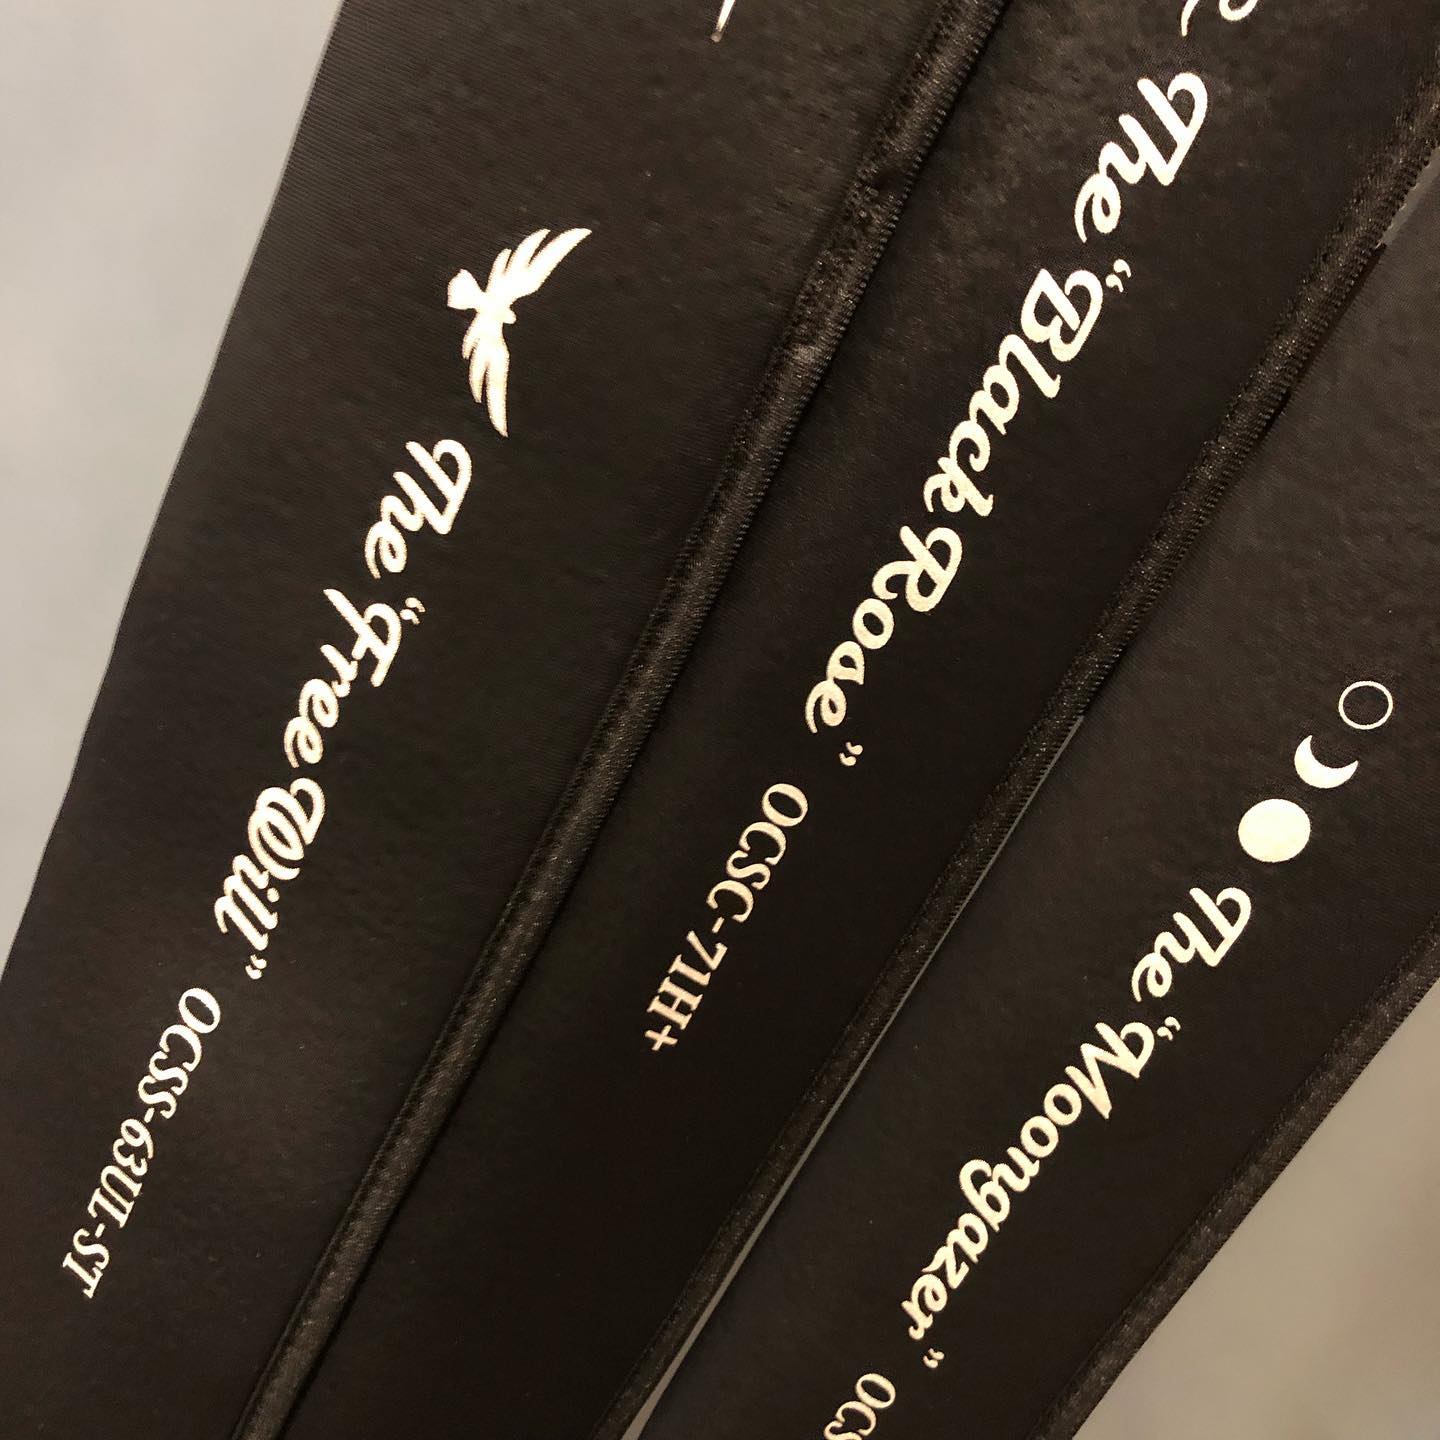 The “Free Will” OCSS-63UL-ST
The “Black Rose” OCSC-71H+
The “Moongazer” OCS